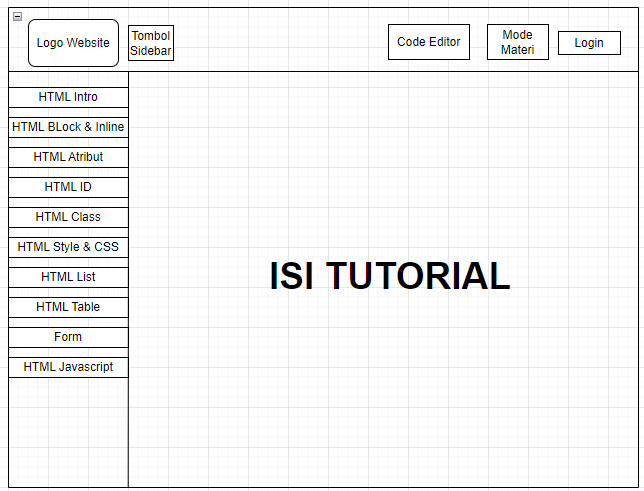 Logo Website
Tombol
Sidebar
Code Editor
Mode
Materi
Login
HTML Intro
HTML BLock & Inline
HTML Atribut
HTML ID
HTML Class
HTML Style & CSS
HTML List
HTML Table
Form
HTML Javascript
ISI TUTORIAL